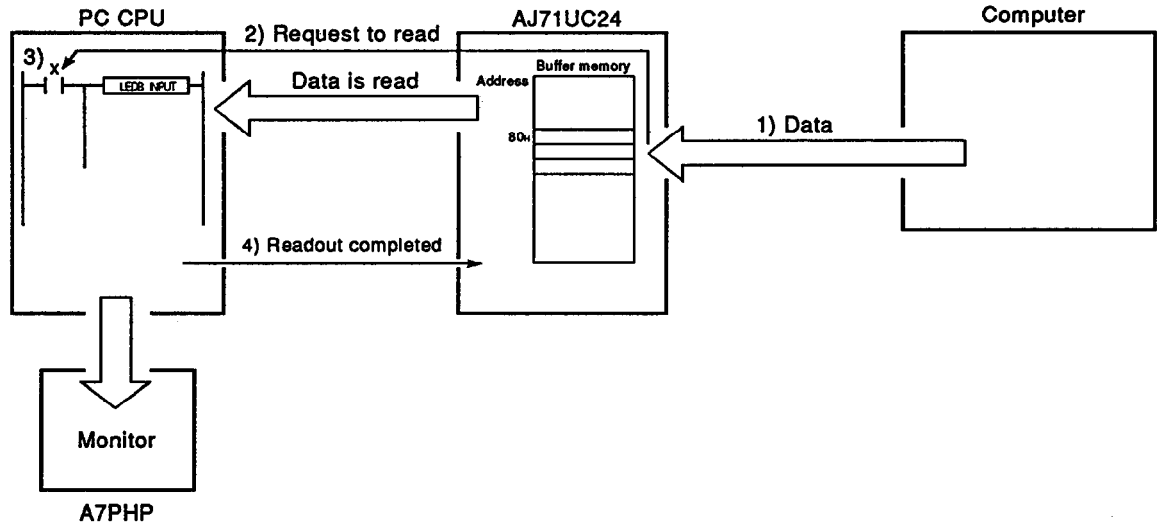 PC CPU
AJ71UC24
Computer
2) Request to read
3)
X
Buffer memory
Address
LEDB INPUT
Data is read
1) Data
80H
4) Readout completed
Monitor
A7PHP